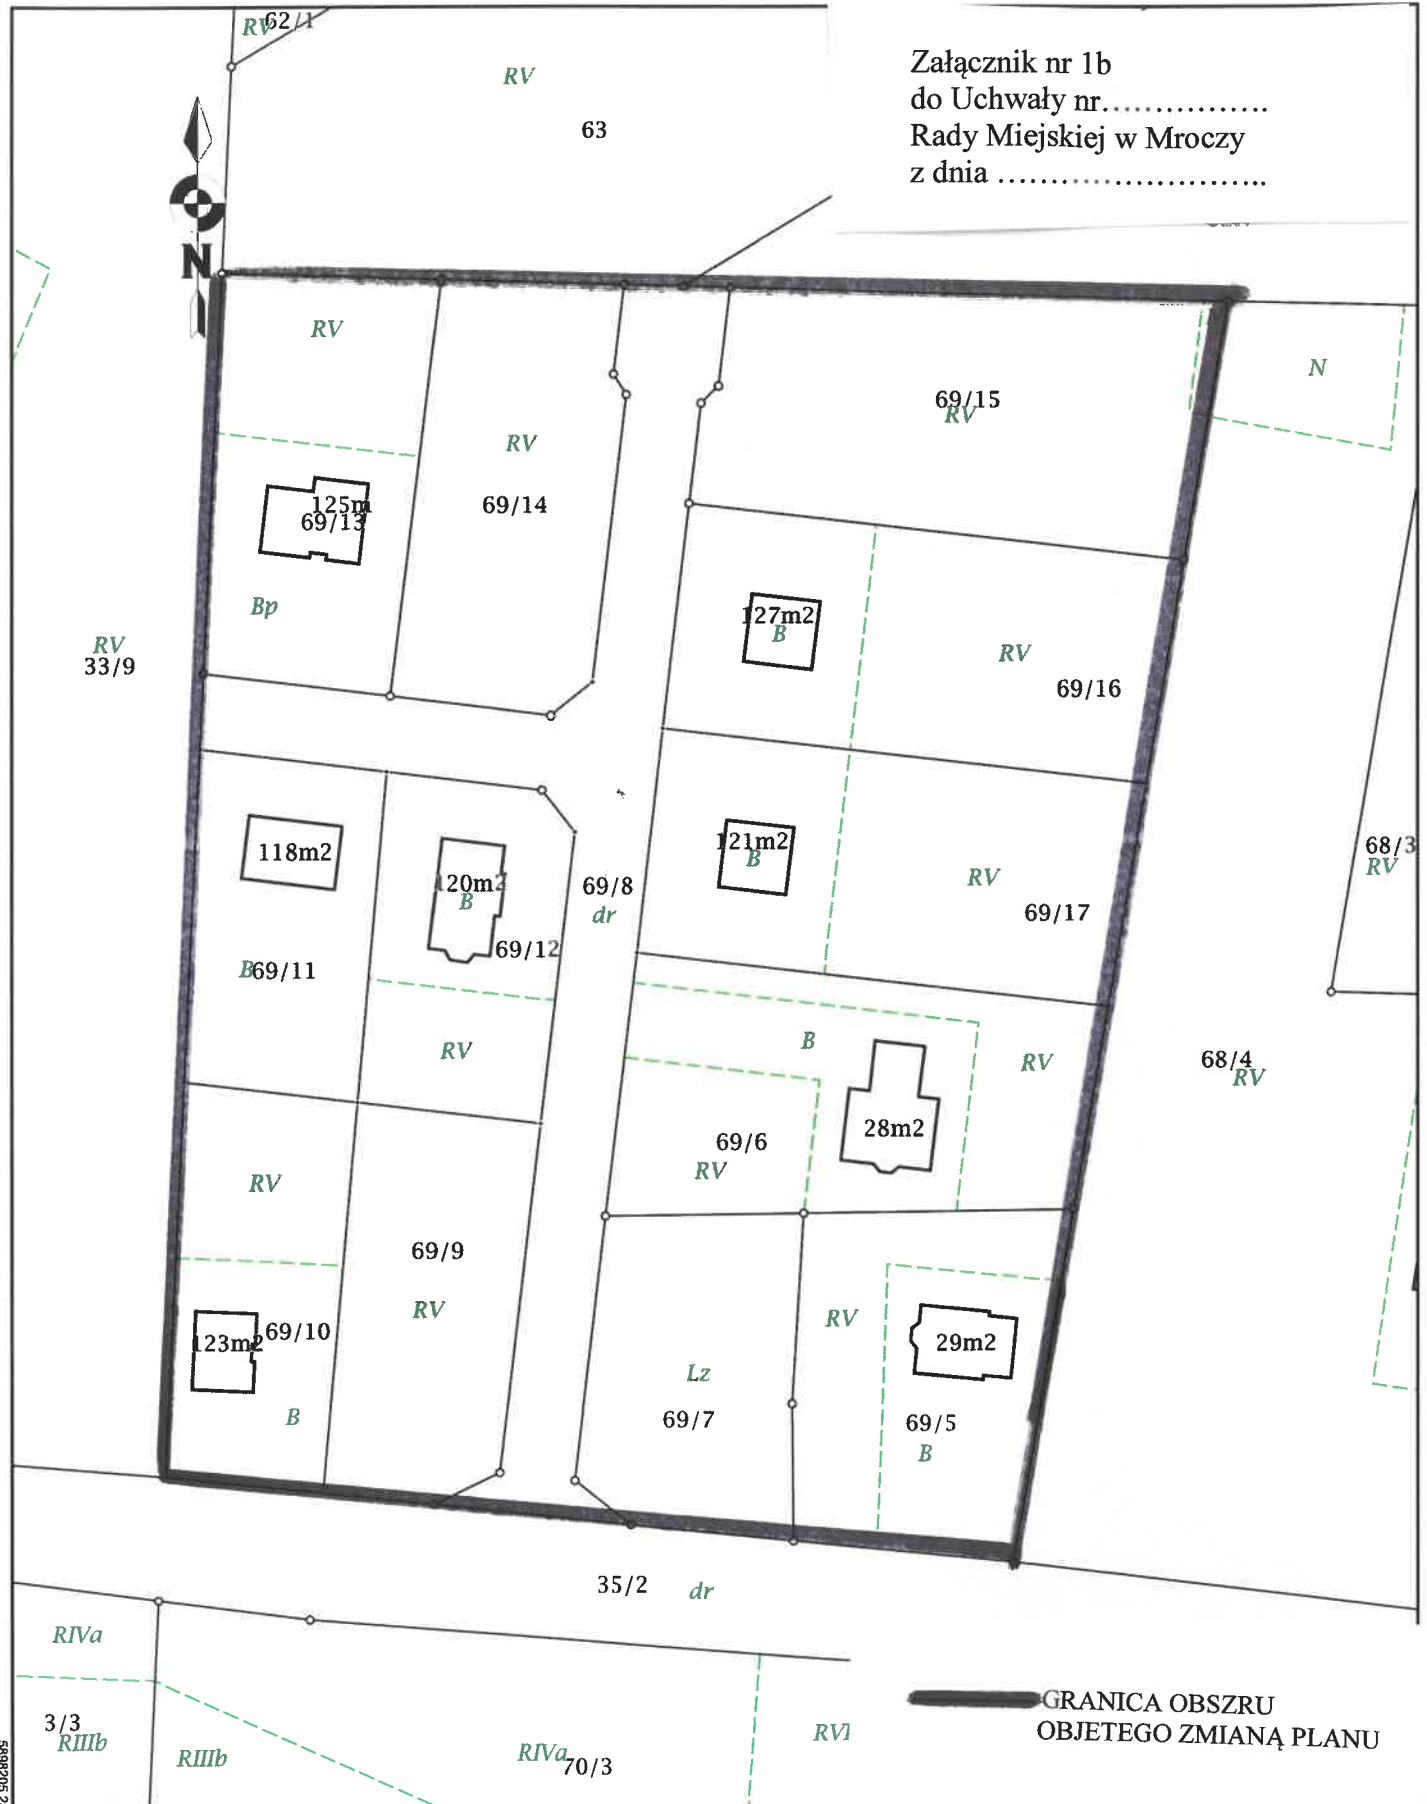 62/1
RV
RV
63
Załącznik nr 1b
do Uchwały nr..................
Rady Miejskiej w Mroczy
z dnia .............................
N
RV
RV
69/14
69/15
RV
N
125m
69/13
Bp
RV
33/9
127m2
B
RV
69/16
118m2
B
69/11
120m2
B
69/12
RV
69/8
dr
121m2
B
RV
69/17
68/3
RV
B
RV
28m2
69/6
RV
68/4
RV
RV
69/9
RV
69/10
123m2
B
Lz
69/7
RV
29m2
69/5
B
35/2
dr
RIVa
3/3
RIIIb
RIIIb
RIVa
70/3
RVI
GRANICA OBSZRU
OBJETEGO ZMIANĄ PLANU